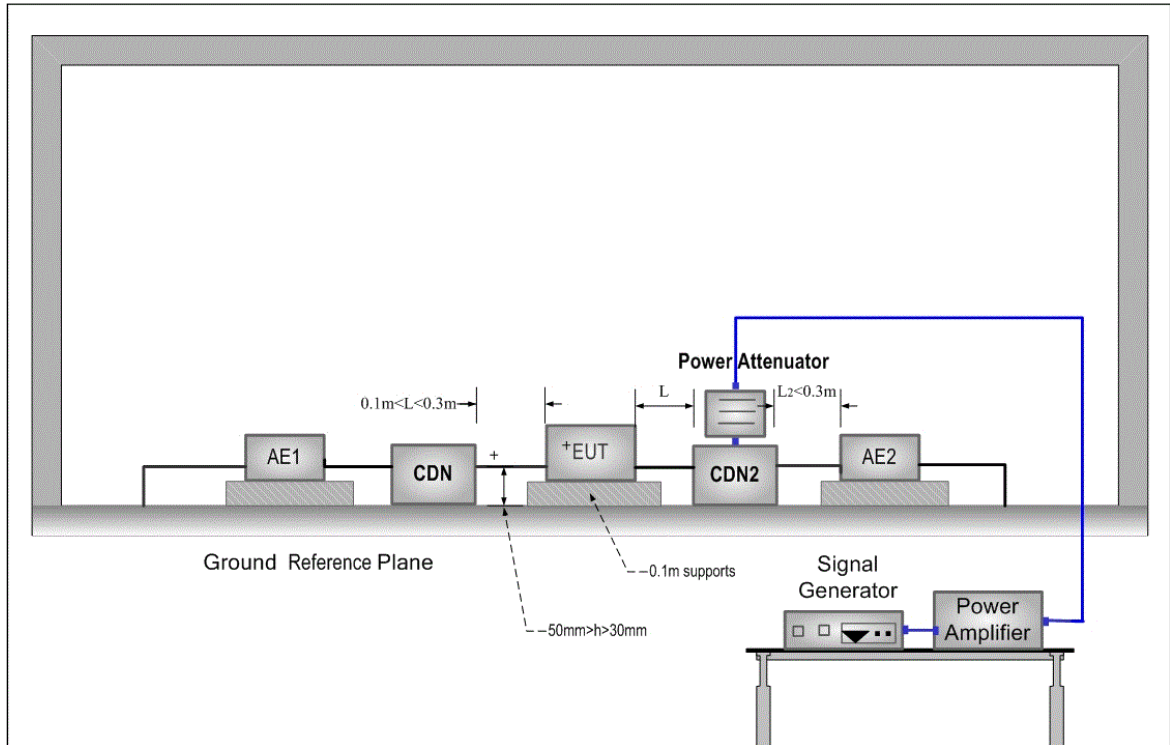 Power Attenuator
0.1m<L<0.3m
L
L2<0.3m
AE1
CDN
+
+EUT
CDN2
AE2
Ground Reference Plane
0.1m supports
50mm>h>30mm
Signal
Generator
Power
Amplifier